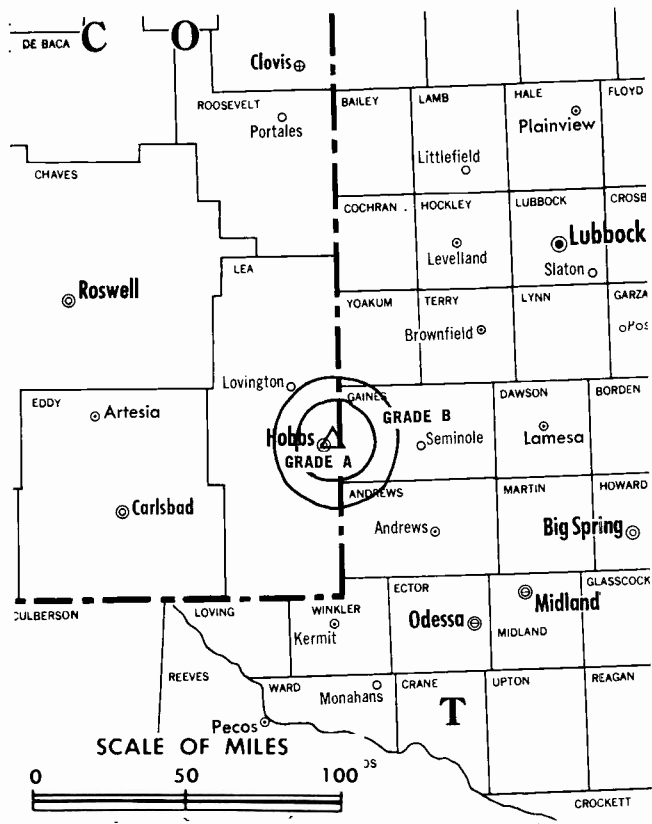 DE BACA
C
O
Clovis
ROOSEVELT
Portales
BAILEY
LAMB
HALE
FLOYD
Plainview
Littlefield
CHAVES
COCHRAN
HOCKLEY
LUBBOCK
CROSB
Lubbock
Levelland
Slaton
LEA
Roswell
YOAKUM
TERRY
LYNN
GARZA
Brownfield
Pos
Lovington
EDDY
Artesia
GAINES
DAWSON
BORDEN
GRADE B
Hobbs
Seminole
Lamesa
GRADE A
ANDREWS
MARTIN
HOWARD
Carlsbad
Andrews
Big Spring
ECTOR
GLASSCOCK
CULBERSON
LOVING
WINKLER
Midland
Kermit
Odessa
MIDLAND
REEVES
WARD
CRANE
UPTON
REAGAN
Monahans
T
Pecos
SCALE OF MILES
0 50 100
OS
CROCKETT